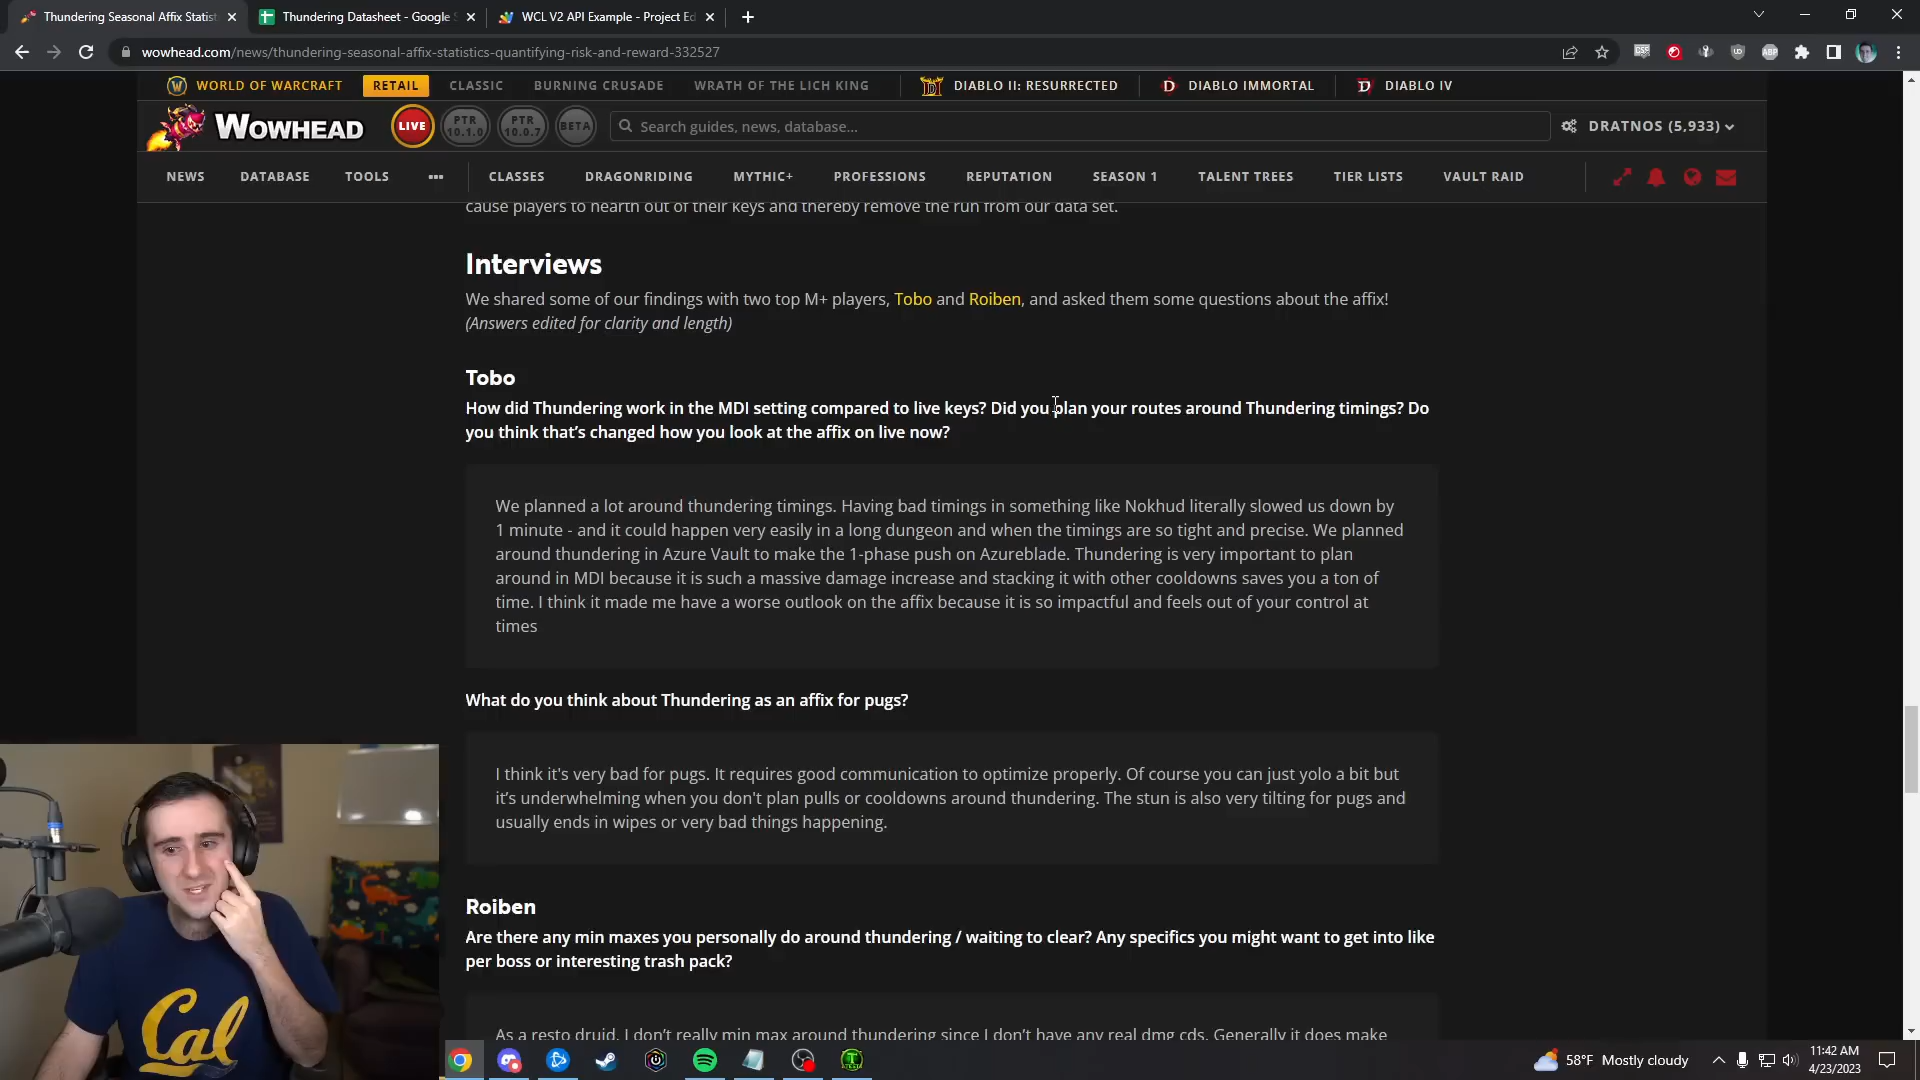 Thundering Seasonal Affix Statist
Thundering Datasheet - Google S
WCL V2 API Example - Project Ed
wowhead.com/news/thundering-seasonal-affix-statistics-quantifying-risk-and-reward-332527
WORLD OF WARCRAFT RETAIL CLASSIC BURNING CRUSADE WRATH OF THE LICH KING DIABLO II: RESURRECTED DIABLO IMMORTAL DIABLO IV
WOWHEAD LIVE PTR 10.1.0 PTR 10.0.7 BETA Search guides, news, database... DRATNOS (5,933)
NEWS DATABASE TOOLS ••• CLASSES DRAGONRIDING MYTHIC+ PROFESSIONS REPUTATION SEASON 1 TALENT TREES TIER LISTS VAULT RAID
cause players to hearth out of their keys and thereby remove the run from our data set.
Interviews
We shared some of our findings with two top M+ players, Tobo and Roiben, and asked them some questions about the affix!
(Answers edited for clarity and length)
Tobo
How did Thundering work in the MDI setting compared to live keys? Did you plan your routes around Thundering timings? Do
you think that's changed how you look at the affix on live now?
We planned a lot around thundering timings. Having bad timings in something like Nokhud literally slowed us down by
1 minute - and it could happen very easily in a long dungeon and when the timings are so tight and precise. We planned
around thundering in Azure Vault to make the 1-phase push on Azureblade. Thundering is very important to plan
around in MDI because it is such a massive damage increase and stacking it with other cooldowns saves you a ton of
time. I think it made me have a worse outlook on the affix because it is so impactful and feels out of your control at
times
What do you think about Thundering as an affix for pugs?
I think it's very bad for pugs. It requires good communication to optimize properly. Of course you can just yolo a bit but
it's underwhelming when you don't plan pulls or cooldowns around thundering. The stun is also very tilting for pugs and
usually ends in wipes or very bad things happening.
Roiben
Are there any min maxes you personally do around thundering / waiting to clear? Any specifics you might want to get into like
per boss or interesting trash pack?
As a resto druid, I don't really min max around thundering since I don't have any real dmg cds. Generally it does make
Cal
58°F Mostly cloudy
11:42 AM
4/23/2023